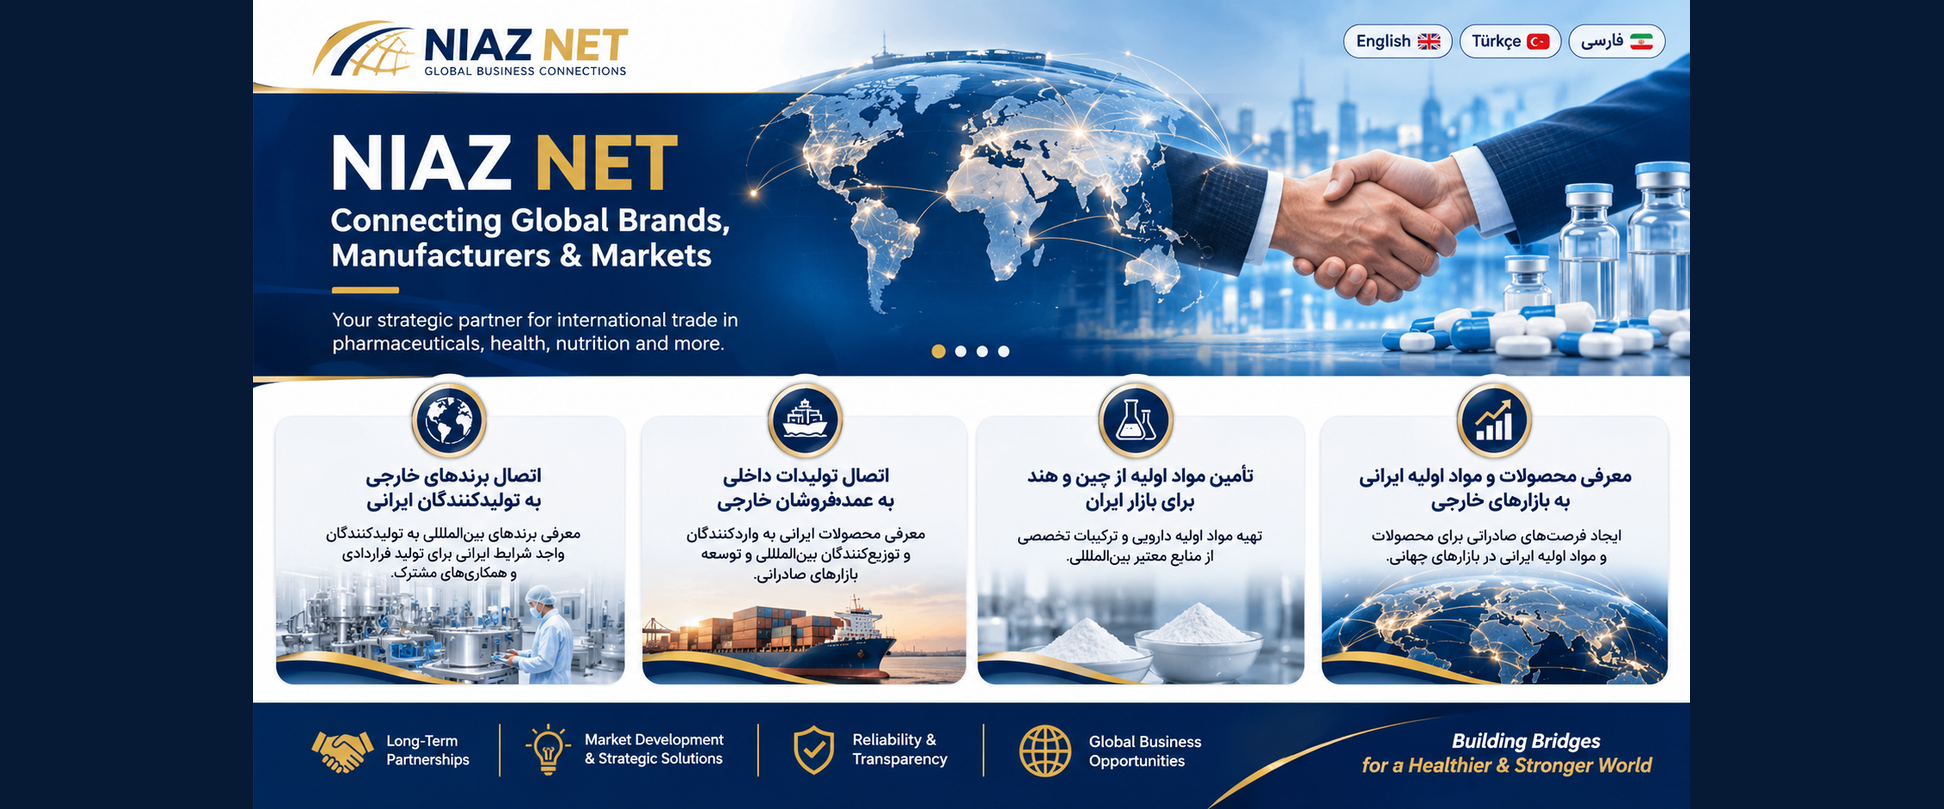 NIAZ NET
GLOBAL BUSINESS CONNECTIONS
English
Türkçe
فارسی
NIAZ NET
Connecting Global Brands,
Manufacturers & Markets
Your strategic partner for international trade in
pharmaceuticals, health, nutrition and more.
اتصال برندهای خارجی
به تولیدکنندگان ایرانی
معرفی برندهای بین‌الملللی به تولیدکنندگان
واجد شرایط ایرانی برای تولید فراردادی
و همکاری‌های مشترک.
اتصال تولیدات داخلی
به عمده‌فروشان خارجی
معرفی محصولات ایرانی به واردکنندگان
و توزیع‌کنندگان بین‌الملللی و توسعه
بازارهای صادرانی.
تأمین مواد اولیه از چین و هند
برای بازار ایران
تهیه مواد اولیه دارویی و ترکیبات تخصصی
از منابع معتبر بین‌المللی.
معرفی محصولات و مواد اولیه ایرانی
به بازارهای خارجی
ایجاد فرصت‌های صادراتی برای محصولات
و مواد اولیه ایرانی در بازارهای جهانی.
Long-Term
Partnerships
Market Development
& Strategic Solutions
Reliability &
Transparency
Global Business
Opportunities
Building Bridges
for a Healthier & Stronger World